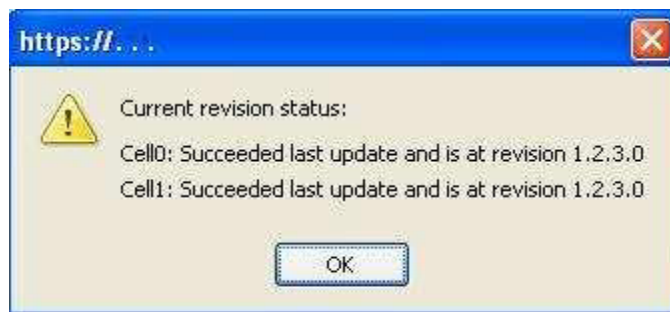 https://. . .
Current revision status:
Cell0: Succeeded last update and is at revision 1.2.3.0
Cell1: Succeeded last update and is at revision 1.2.3.0
OK